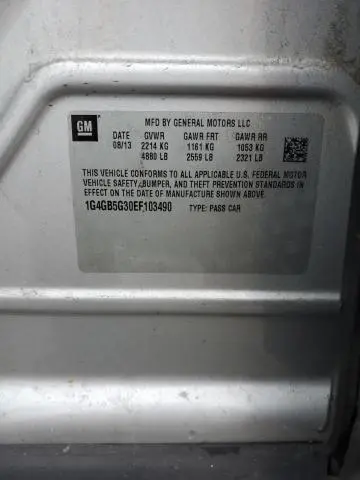 GM
MFD BY GENERAL MOTORS LLC
DATE GVWR GAWR FRT GAWR RR
08/13 2214 KG 1161 KG 1053 KG
4880 LB 2559 LB 2321 LB
THIS VEHICLE CONFORMS TO ALL APPLICABLE U.S. FEDERAL MOTOR
VEHICLE SAFETY, BUMPER, AND THEFT PREVENTION STANDARDS IN
EFFECT ON THE DATE OF MANUFACTURE SHOWN ABOVE.
1G4GB5G30EF103490 TYPE: PASS CAR